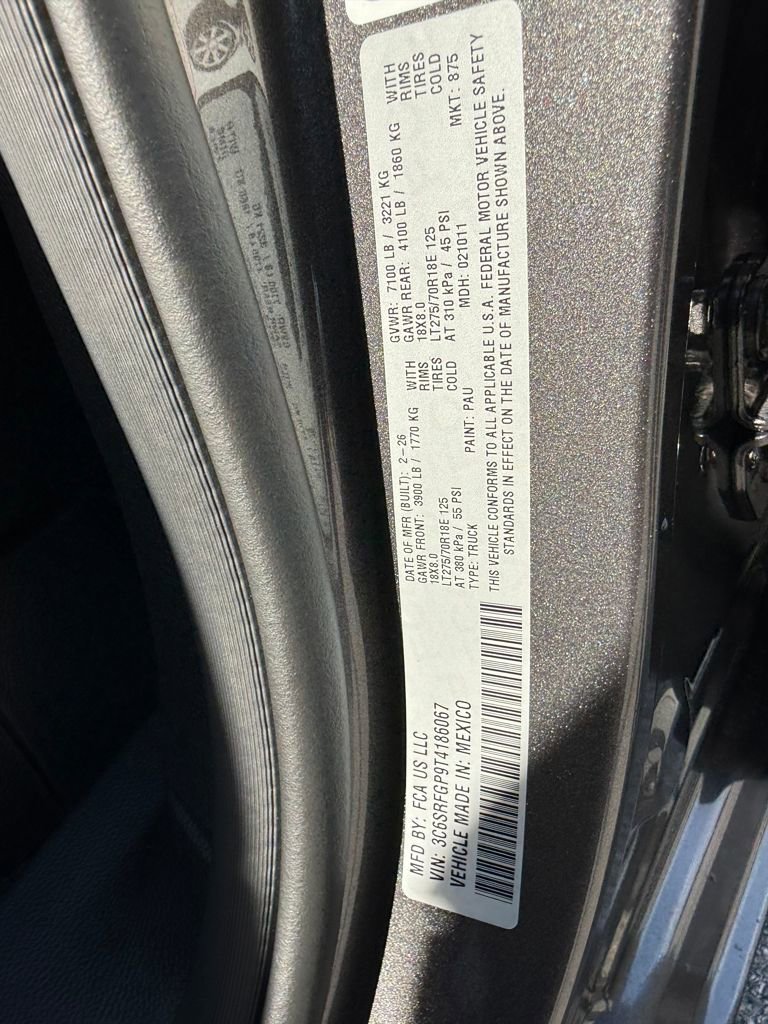 MFD BY: FCA US LLC
VIN: 3C6SRFGP9T4186067
VEHICLE MADE IN: MEXICO
DATE OF MFR (BUILT): 2-26
GAWR FRONT: 3900 LB / 1770 KG WITH
18X8.0 RIMS
LT275/70R18E 125 TIRES
AT 380 kPa / 55 PSI COLD
TYPE: TRUCK PAINT: PAU
GVWR: 7100 LB / 3221 KG
GAWR REAR: 4100 LB / 1860 KG WITH
18X8.0 RIMS
LT275/70R18E 125 TIRES
AT 310 kPa / 45 PSI COLD
MDH: 021011 MKT: 875
THIS VEHICLE CONFORMS TO ALL APPLICABLE U.S.A. FEDERAL MOTOR VEHICLE SAFETY
STANDARDS IN EFFECT ON THE DATE OF MANUFACTURE SHOWN ABOVE.